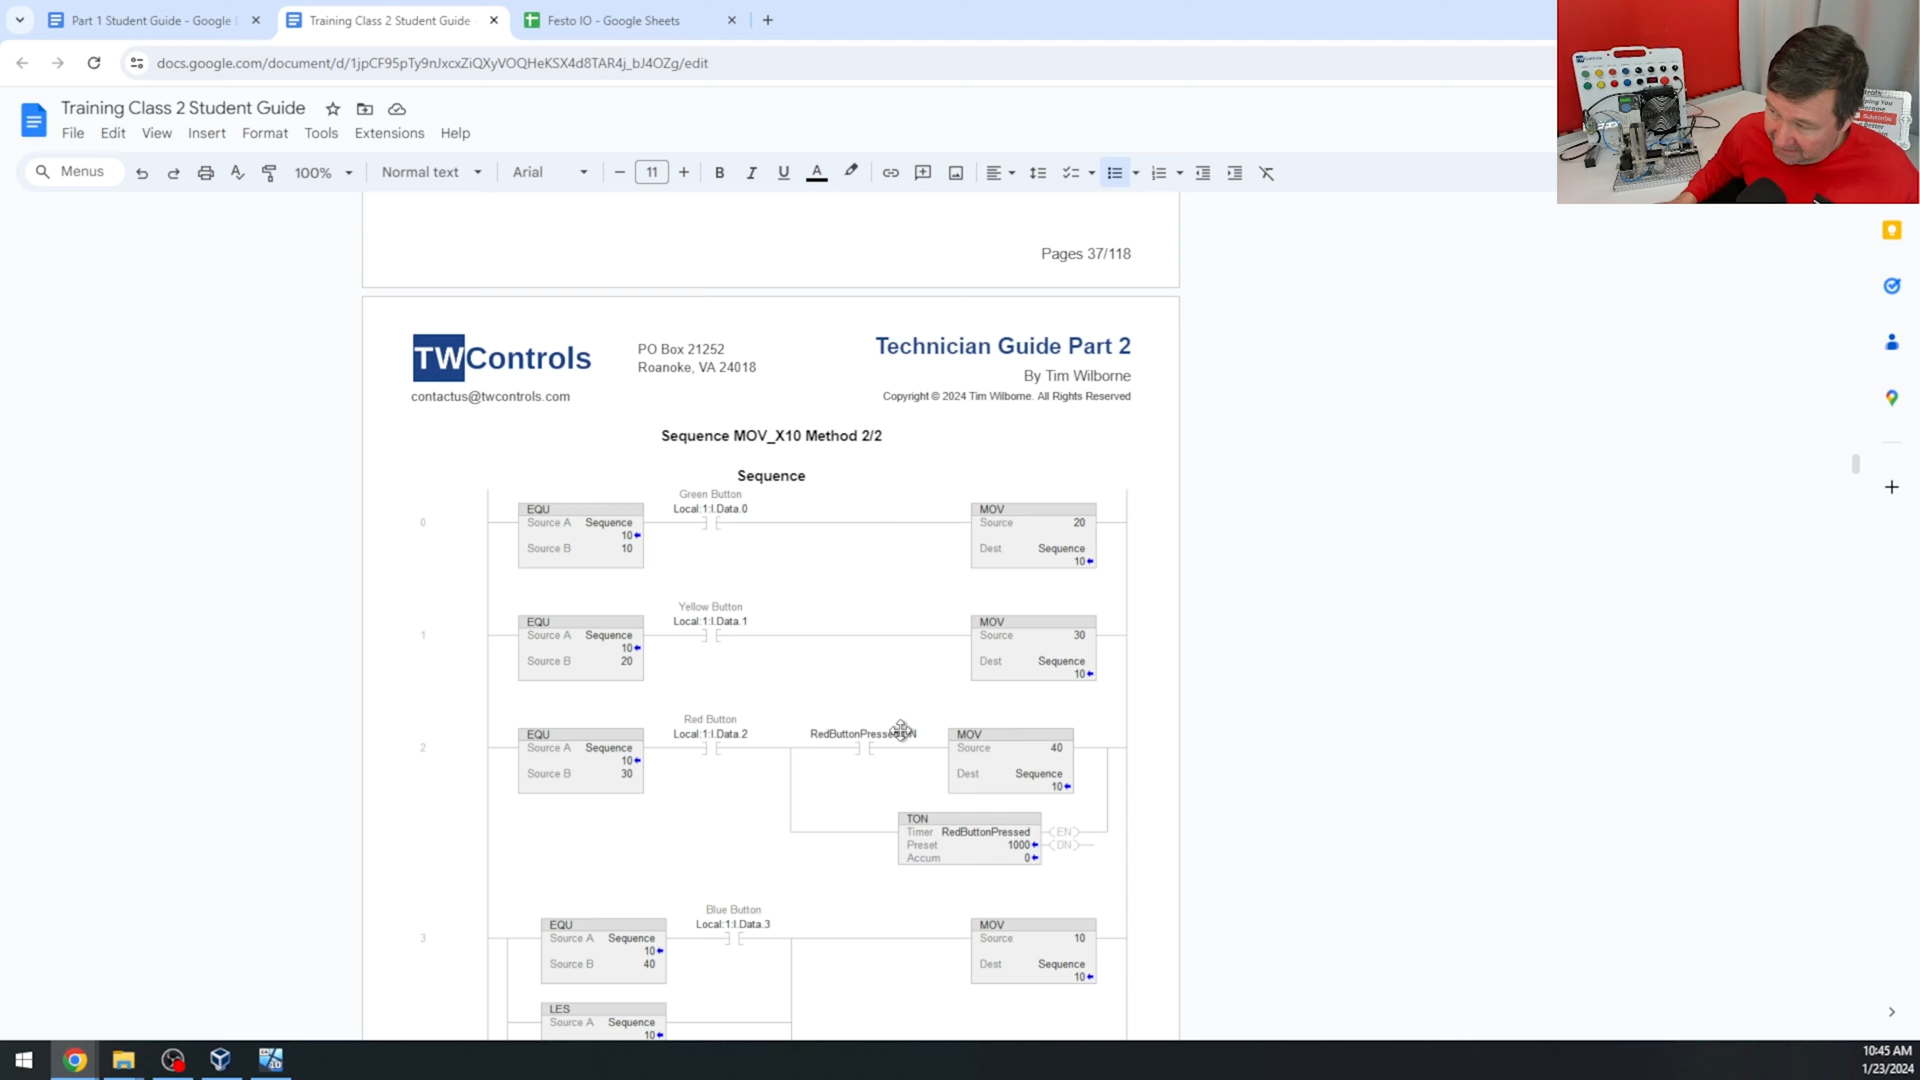 Part 1 Student Guide - Google
Training Class 2 Student Guide
Festo IO - Google Sheets
docs.google.com/document/d/1jpCF95pTy9nJxcxZiQXyVOQHeKSX4d8TAR4j_bJ4OZg/edit
Training Class 2 Student Guide
File Edit View Insert Format Tools Extensions Help
Menus 100% Normal text Arial 11 B I U A
Pages 37/118
TWControls
PO Box 21252
Roanoke, VA 24018
contactus@twcontrols.com
Technician Guide Part 2
By Tim Wilborne
Copyright © 2024 Tim Wilborne. All Rights Reserved
Sequence MOV_X10 Method 2/2
Sequence
0
EQU
Source A Sequence
10
Source B 10
Green Button
Local:1:I.Data.0
MOV
Source 20
Dest Sequence
10
1
EQU
Source A Sequence
10
Source B 20
Yellow Button
Local:1:I.Data.1
MOV
Source 30
Dest Sequence
10
2
EQU
Source A Sequence
10
Source B 30
Red Button
Local:1:I.Data.2
MOV
Source 40
Dest Sequence
10
TON
Timer RedButtonPressed
Preset 1000
Accum 0
EN
DN
3
EQU
Source A Sequence
10
Source B 40
Blue Button
Local:1:I.Data.3
MOV
Source 10
Dest Sequence
10
LES
Source A Sequence
10
Subscribe
10:45 AM
1/23/2024